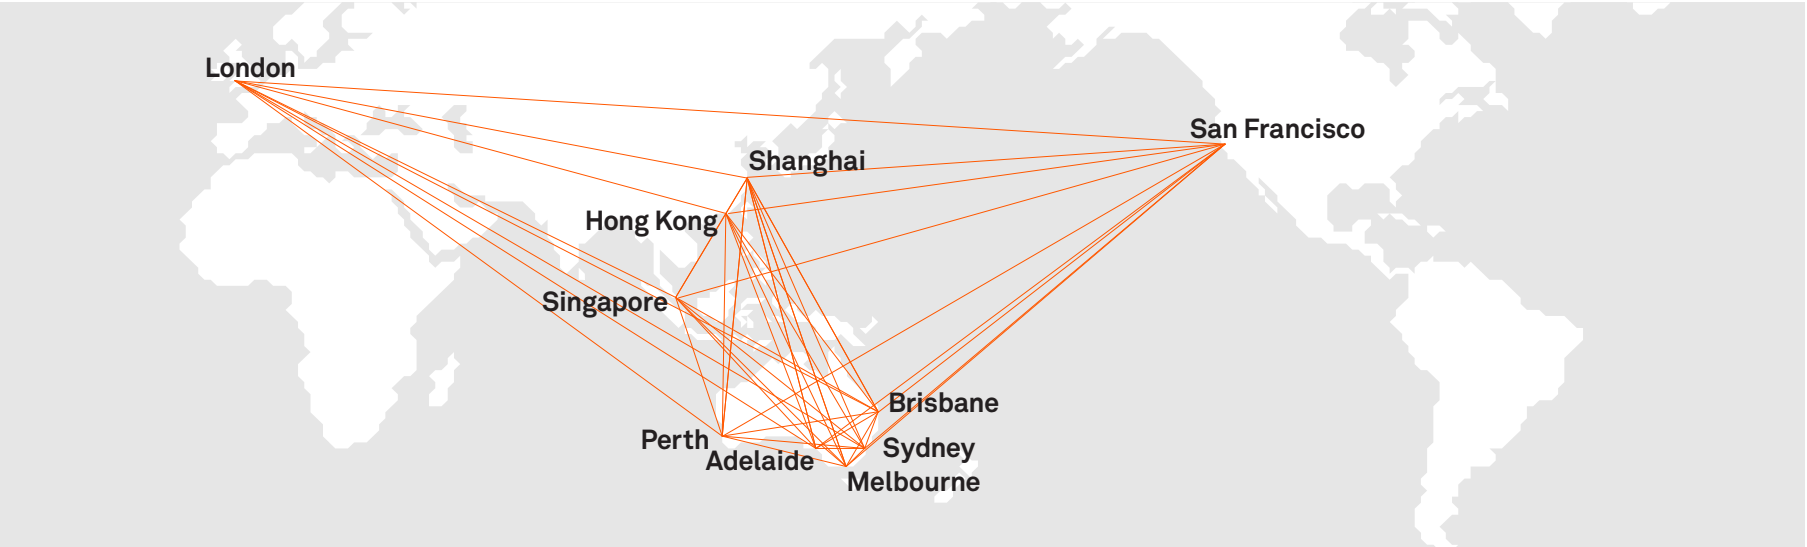 London
San Francisco
Shanghai
Hong Kong
Singapore
Brisbane
Perth
Sydney
Adelaide
Melbourne